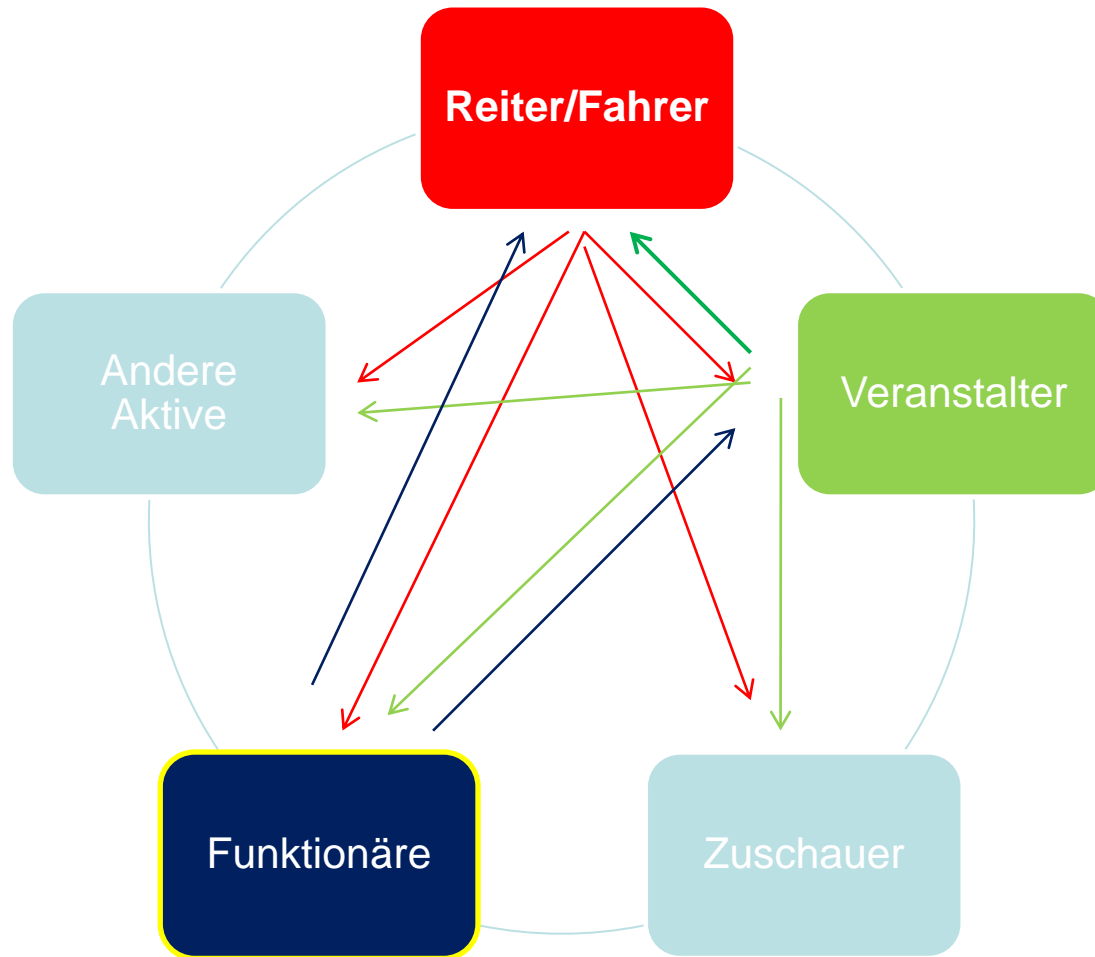 Reiter/Fahrer
Andere
Aktive
Veranstalter
Funktionäre
Zuschauer